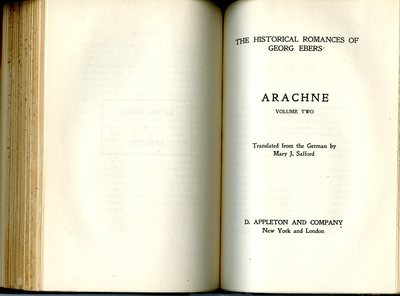 THE HISTORICAL ROMANCES OF
GEORG EBERS
ARACHNE
VOLUME TWO
Translated from the German by
Mary J. Safford
D. APPLETON AND COMPANY
New York and London